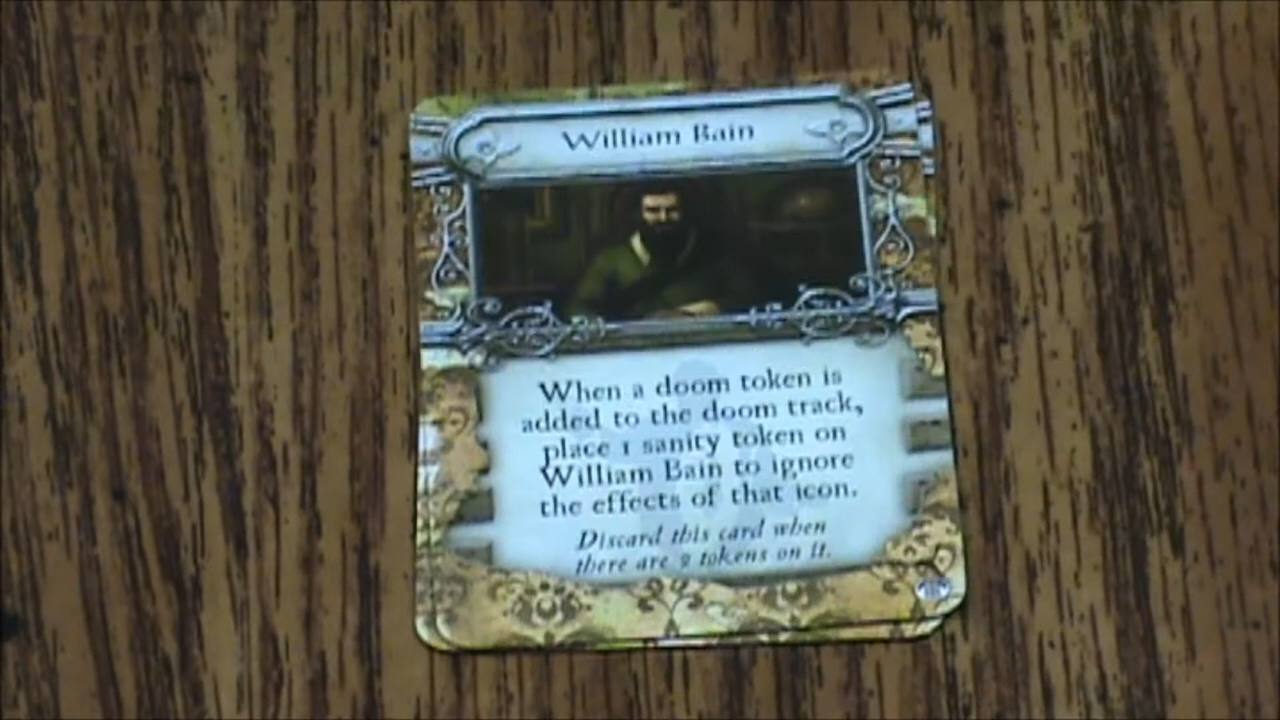 William Bain
When a doom token is
added to the doom track,
place 1 sanity token on
William Bain to ignore
the effects of that icon.
Discard this card when
there are 2 tokens on it.